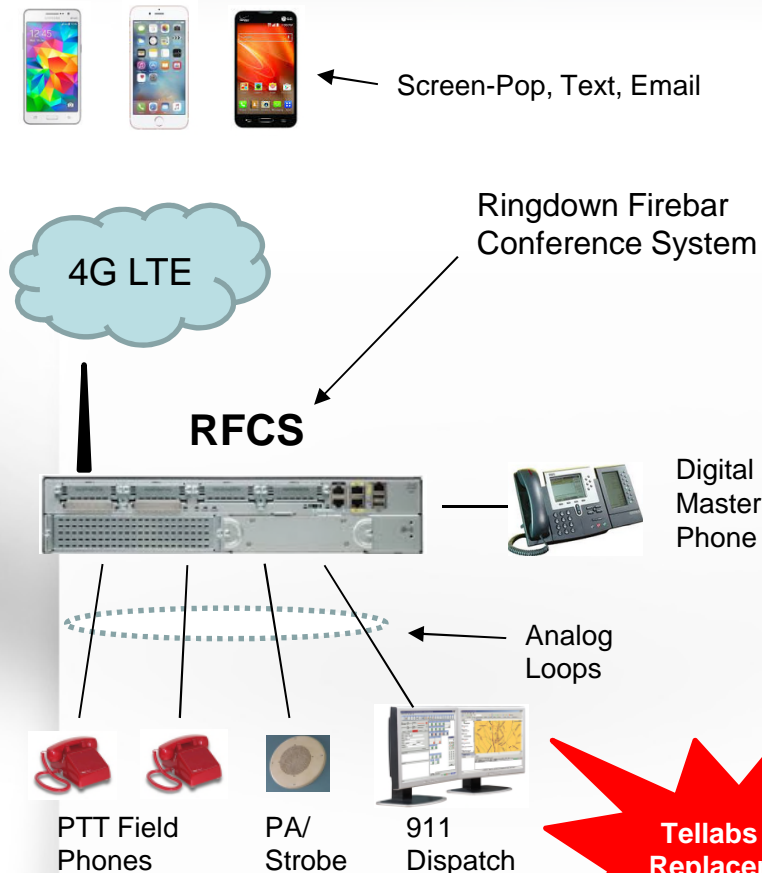 Screen-Pop, Text, Email
Ringdown Firebar
Conference System
4G LTE
RFCS
Digital
Master
Phone
Analog
Loops
PTT Field
Phones
PA/
Strobe
911
Dispatch
Tellabs